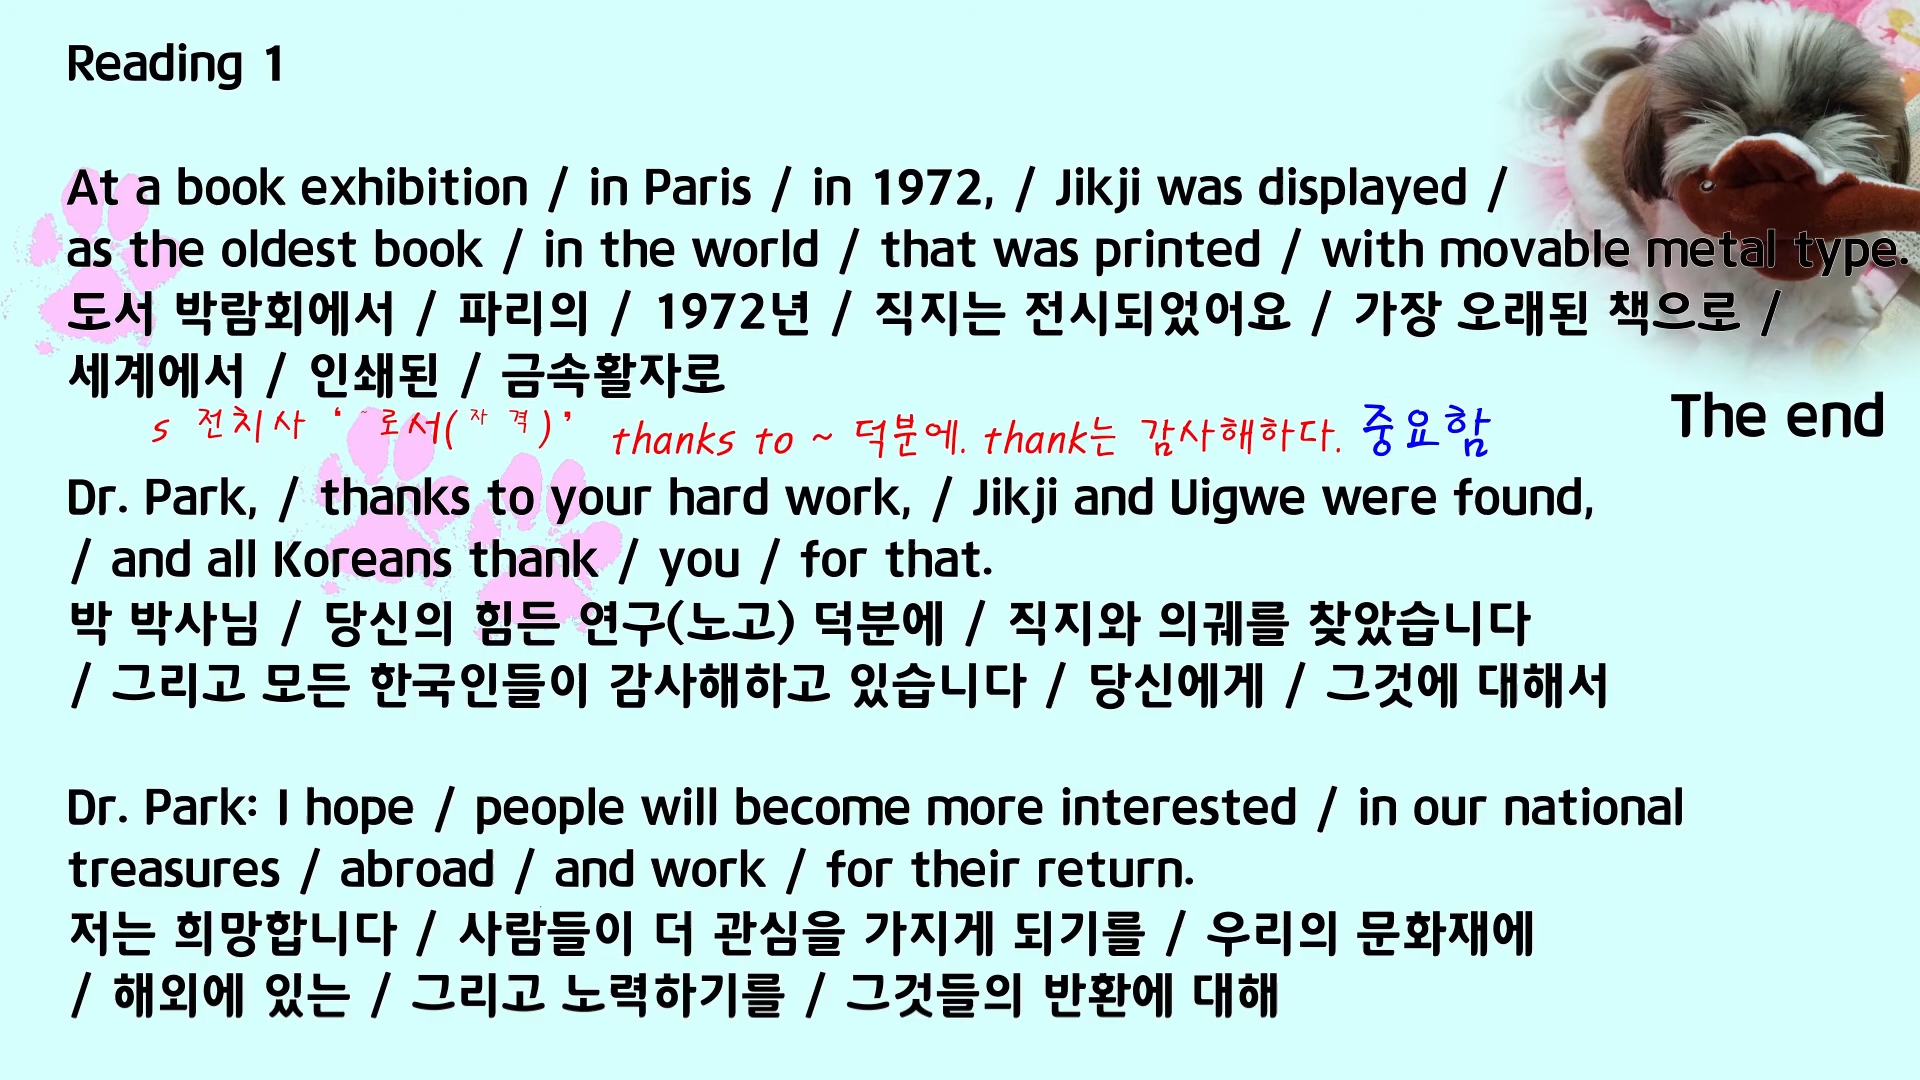 Reading 1
At a book exhibition / in Paris / in 1972, / Jikji was displayed /
as the oldest book / in the world / that was printed / with movable metal type.
도서 박람회에서 / 파리의 / 1972년 / 직지는 전시되었어요 / 가장 오래된 책으로 /
세계에서 / 인쇄된 / 금속활자로
s 전치사 '~로서(자격)' thanks to ~ 덕분에. thank는 감사해하다. 중요함
The end
Dr. Park, / thanks to your hard work, / Jikji and Uigwe were found,
/ and all Koreans thank / you / for that.
박 박사님 / 당신의 힘든 연구(노고) 덕분에 / 직지와 의궤를 찾았습니다
/ 그리고 모든 한국인들이 감사해하고 있습니다 / 당신에게 / 그것에 대해서
Dr. Park: I hope / people will become more interested / in our national
treasures / abroad / and work / for their return.
저는 희망합니다 / 사람들이 더 관심을 가지게 되기를 / 우리의 문화재에
/ 해외에 있는 / 그리고 노력하기를 / 그것들의 반환에 대해